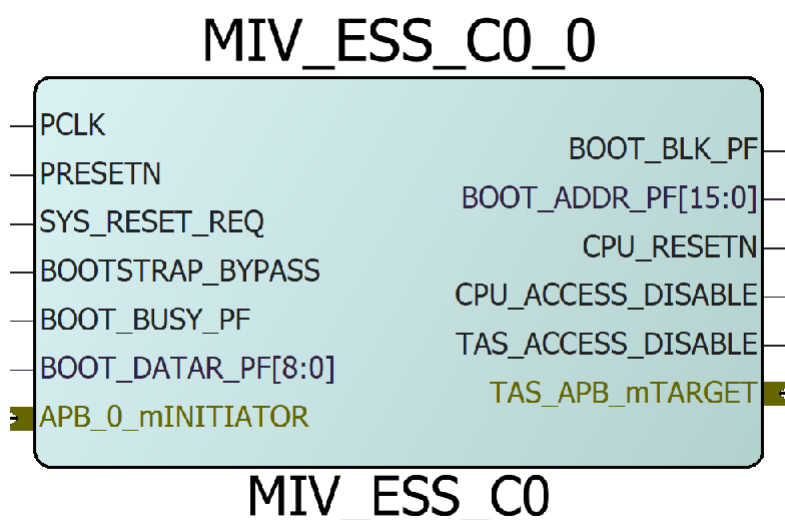 MIV_ESS_C0_0
PCLK
PRESETN
SYS_RESET_REQ
BOOTSTRAP_BYPASS
BOOT_BUSY_PF
BOOT_DATAR_PF[8:0]
APB_0_mINITIATOR
BOOT_BLK_PF
BOOT_ADDR_PF[15:0]
CPU_RESETN
CPU_ACCESS_DISABLE
TAS_ACCESS_DISABLE
TAS_APB_mTARGET
MIV_ESS_C0